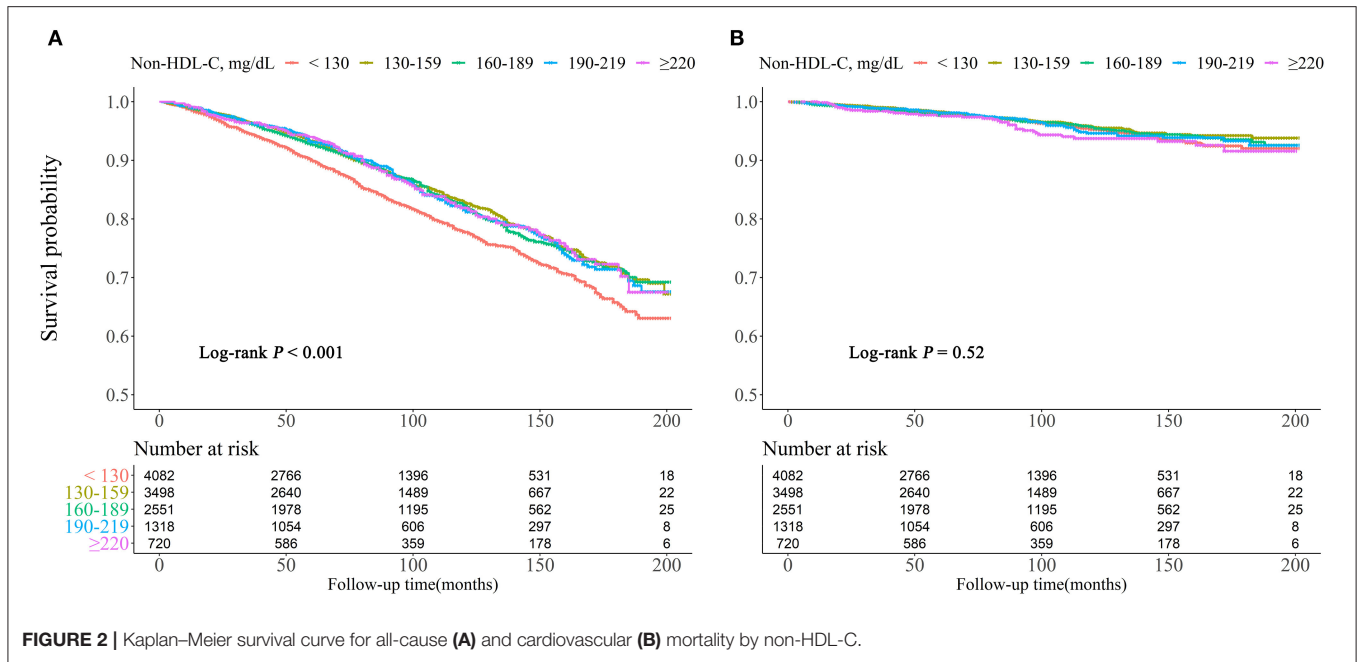 A
Non-HDL-C, mg/dL < 130 130-159 160-189 190-219 ≥220
Survival probability
1.0
0.9
0.8
0.7
0.6
0.5
Log-rank P < 0.001
0 50 100 150 200
Number at risk
< 130 4082 2766 1396 531 18
130-159 3498 2640 1489 667 22
160-189 2551 1978 1195 562 25
190-219 1318 1054 606 297 8
≥220 720 586 359 178 6
0 50 100 150 200
Follow-up time(months)
B
Non-HDL-C, mg/dL < 130 130-159 160-189 190-219 ≥220
1.0
0.9
0.8
0.7
0.6
0.5
Log-rank P = 0.52
0 50 100 150 200
Number at risk
4082 2766 1396 531 18
3498 2640 1489 667 22
2551 1978 1195 562 25
1318 1054 606 297 8
720 586 359 178 6
0 50 100 150 200
Follow-up time(months)
FIGURE 2 | Kaplan–Meier survival curve for all-cause (A) and cardiovascular (B) mortality by non-HDL-C.